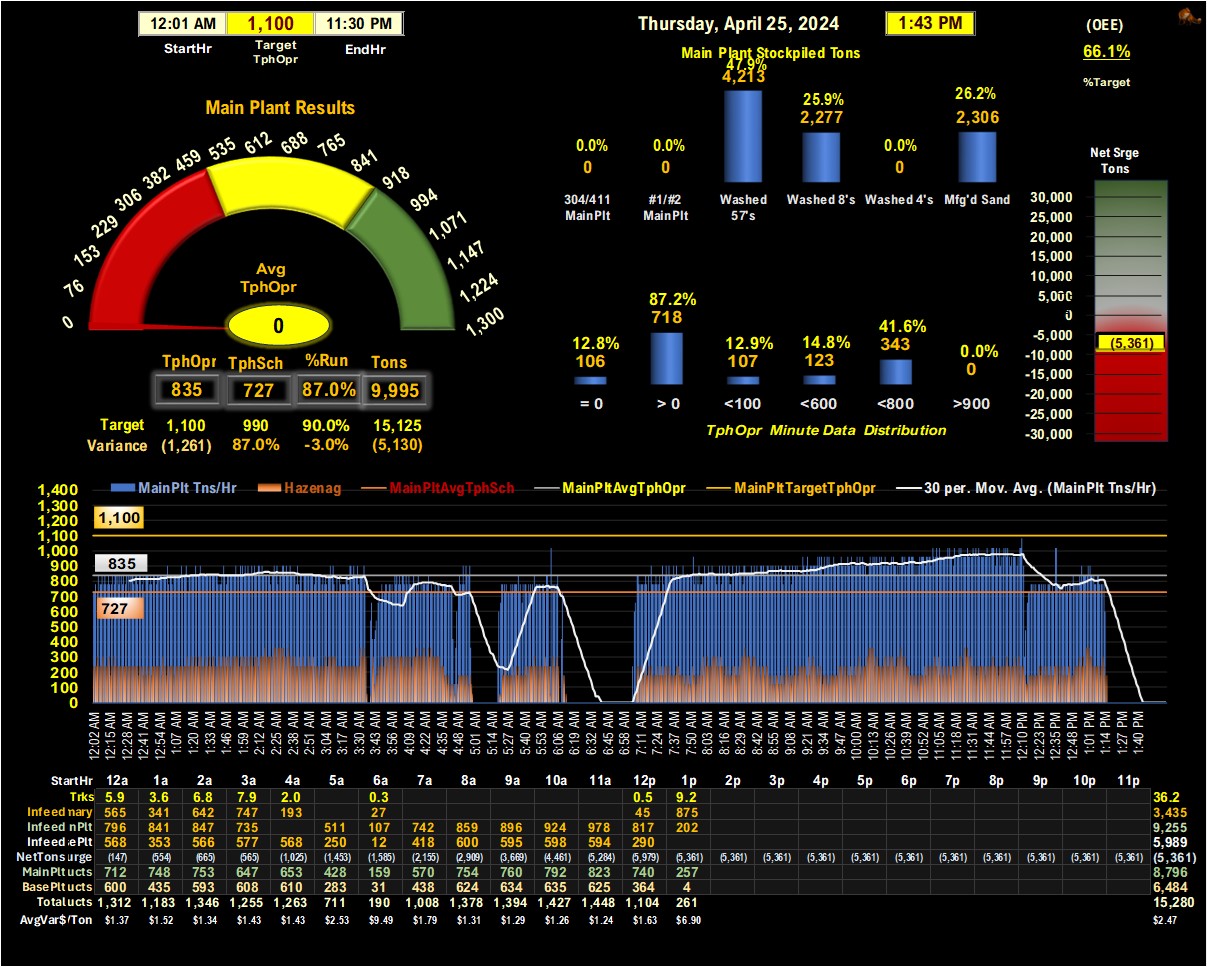 12:01 AM 1,100 11:30 PM
StartHr Target TphOpr EndHr
Thursday, April 25, 2024 1:43 PM
(OEE)
66.1%
%Target
Main Plant Stockpiled Tons
0.0% 0.0% 47.9% 25.9% 0.0% 26.2%
0 0 4,213 2,277 0 2,306
304/411 MainPlt #1/#2 MainPlt Washed 57's Washed 8's Washed 4's Mfg'd Sand
Main Plant Results
0 76 153 229 306 382 459 535 612 688 765 841 918 994 1,071 1,147 1,224 1,300
Avg
TphOpr
0
TphOpr TphSch %Run Tons
835 727 87.0% 9,995
Target 1,100 990 90.0% 15,125
Variance (1,261) 87.0% -3.0% (5,130)
12.8% 87.2% 12.9% 14.8% 41.6% 0.0%
106 718 107 123 343 0
= 0 > 0 <100 <600 <800 >900
TphOpr Minute Data Distribution
Net Srge
Tons
30,000
25,000
20,000
15,000
10,000
5,000
0
-5,000
(5,361)
-10,000
-15,000
-20,000
-25,000
-30,000
MainPlt Tns/Hr Hazenag MainPltAvgTphSch MainPltAvgTphOpr MainPltTargetTphOpr 30 per. Mov. Avg. (MainPlt Tns/Hr)
1,400
1,300
1,200
1,100
1,000
900
800
700
600
500
400
300
200
100
0
1,100
835
727
12:02 AM 12:15 AM 12:28 AM 12:41 AM 12:54 AM 1:07 AM 1:20 AM 1:33 AM 1:46 AM 1:59 AM 2:12 AM 2:25 AM 2:38 AM 2:51 AM 3:04 AM 3:17 AM 3:30 AM 3:43 AM 3:56 AM 4:09 AM 4:22 AM 4:35 AM 4:48 AM 5:01 AM 5:14 AM 5:27 AM 5:40 AM 5:53 AM 6:06 AM 6:19 AM 6:32 AM 6:45 AM 6:58 AM 7:11 AM 7:24 AM 7:37 AM 8:03 AM 8:16 AM 8:29 AM 8:42 AM 8:55 AM 9:08 AM 9:21 AM 9:34 AM 9:47 AM 10:00 AM 10:13 AM 10:26 AM 10:39 AM 10:52 AM 11:05 AM 11:18 AM 11:31 AM 11:44 AM 11:57 AM 12:10 PM 12:23 PM 12:35 PM 12:48 PM 1:01 PM 1:14 PM 1:27 PM 1:40 PM
StartHr 12a 1a 2a 3a 4a 5a 6a 7a 8a 9a 10a 11a 12p 1p 2p 3p 4p 5p 6p 7p 8p 9p 10p 11p
Trks 5.9 3.6 6.8 7.9 2.0 0.3 0.5 9.2 36.2
Infeed mary 565 341 642 747 193 27 45 875 3,435
Infeed nPlt 796 841 847 735 511 107 742 859 896 924 978 817 202 9,255
Infeed ePlt 568 353 566 577 568 250 12 418 600 595 598 594 290 5,989
NetTons urge (147) (554) (665) (565) (1,025) (1,453) (1,585) (2,155) (2,909) (3,669) (4,461) (5,284) (5,979) (5,361) (5,361) (5,361) (5,361) (5,361) (5,361) (5,361) (5,361) (5,361) (5,361) (5,361) (5,361)
MainPlt ucts 712 748 753 647 653 428 159 570 754 760 792 823 740 257 8,796
BasePlt ucts 600 435 593 608 610 283 31 438 624 634 635 625 364 4 6,484
Total ucts 1,312 1,183 1,346 1,255 1,263 711 190 1,008 1,378 1,394 1,427 1,448 1,104 261 15,280
AvgVar$/Ton $1.37 $1.52 $1.34 $1.43 $1.43 $2.53 $9.49 $1.79 $1.31 $1.29 $1.26 $1.24 $1.63 $6.90 $2.47